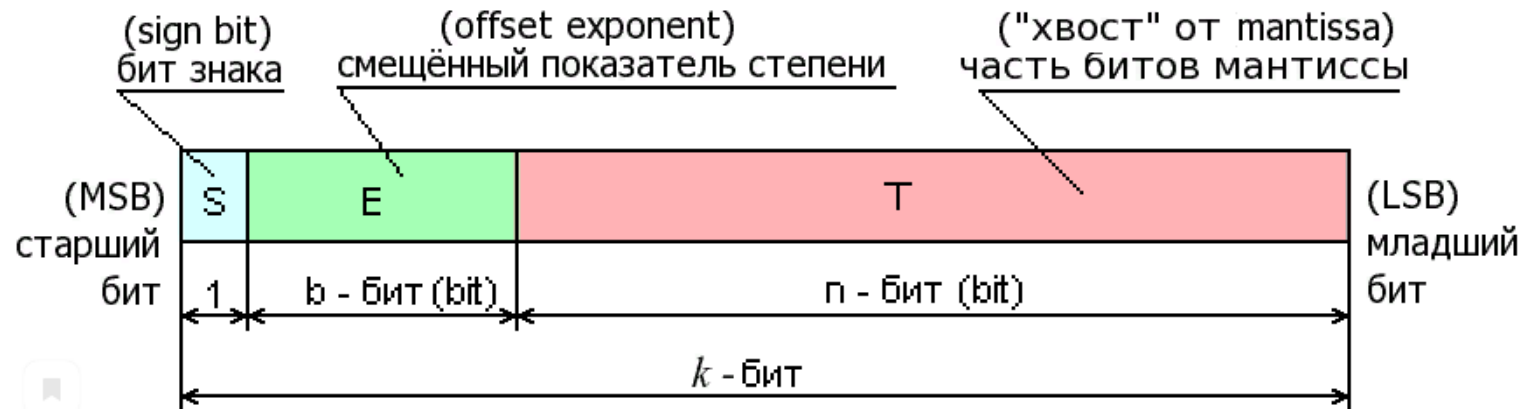 (sign bit)
бит знака
(offset exponent)
смещённый показатель степени
("хвост" от mantissa)
часть битов мантиссы
(MSB)
старший
бит
S
E
T
(LSB)
младший
бит
1
b - бит (bit)
n - бит (bit)
k - бит